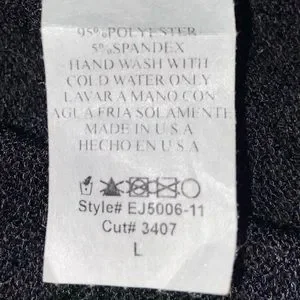 95% POLYESTER
5% SPANDEX
HAND WASH WITH
COLD WATER ONLY
LAVAR A MANO CON
AGUA FRIA SOLAMENTE
MADE IN U S A
HECHO EN U S A
Style# EJ5006-11
Cut# 3407
L